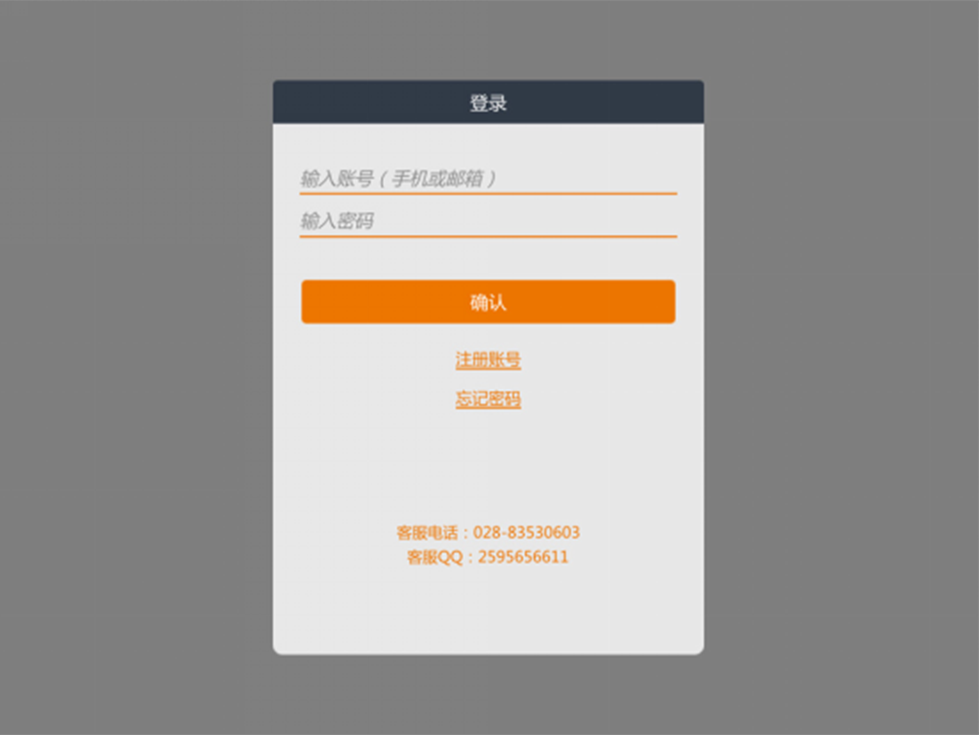 登录
输入账号（手机或邮箱）
输入密码
确认
注册账号
忘记密码
客服电话：028-83530603
客服QQ：2595656611